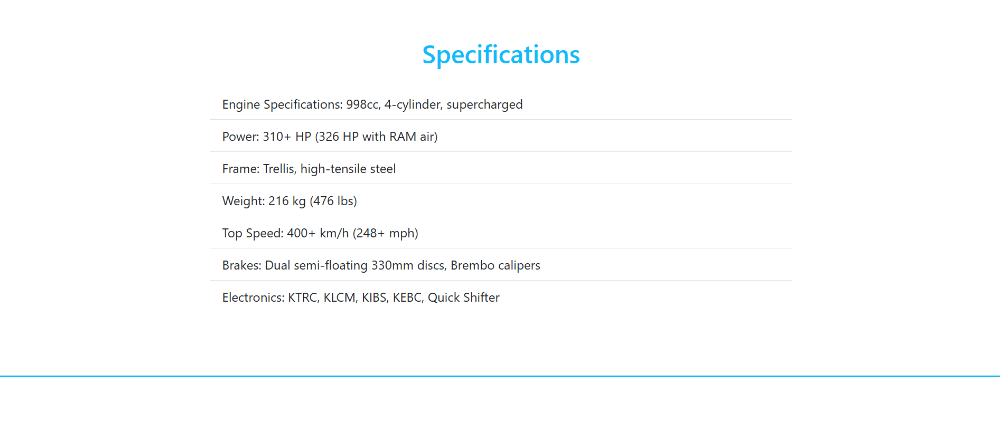 Specifications
Engine Specifications: 998cc, 4-cylinder, supercharged
Power: 310+ HP (326 HP with RAM air)
Frame: Trellis, high-tensile steel
Weight: 216 kg (476 lbs)
Top Speed: 400+ km/h (248+ mph)
Brakes: Dual semi-floating 330mm discs, Brembo calipers
Electronics: KTRC, KLCM, KIBS, KEBC, Quick Shifter